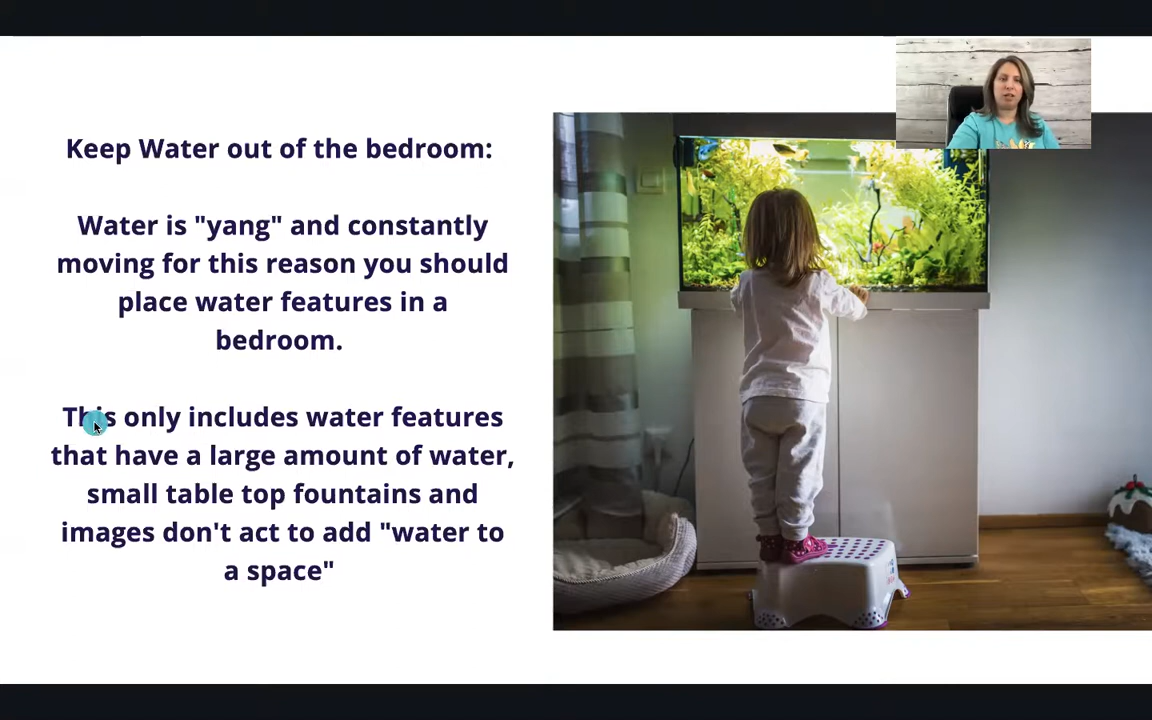 Keep Water out of the bedroom:
Water is "yang" and constantly
moving for this reason you should
place water features in a
bedroom.
This only includes water features
that have a large amount of water,
small table top fountains and
images don't act to add "water to
a space"